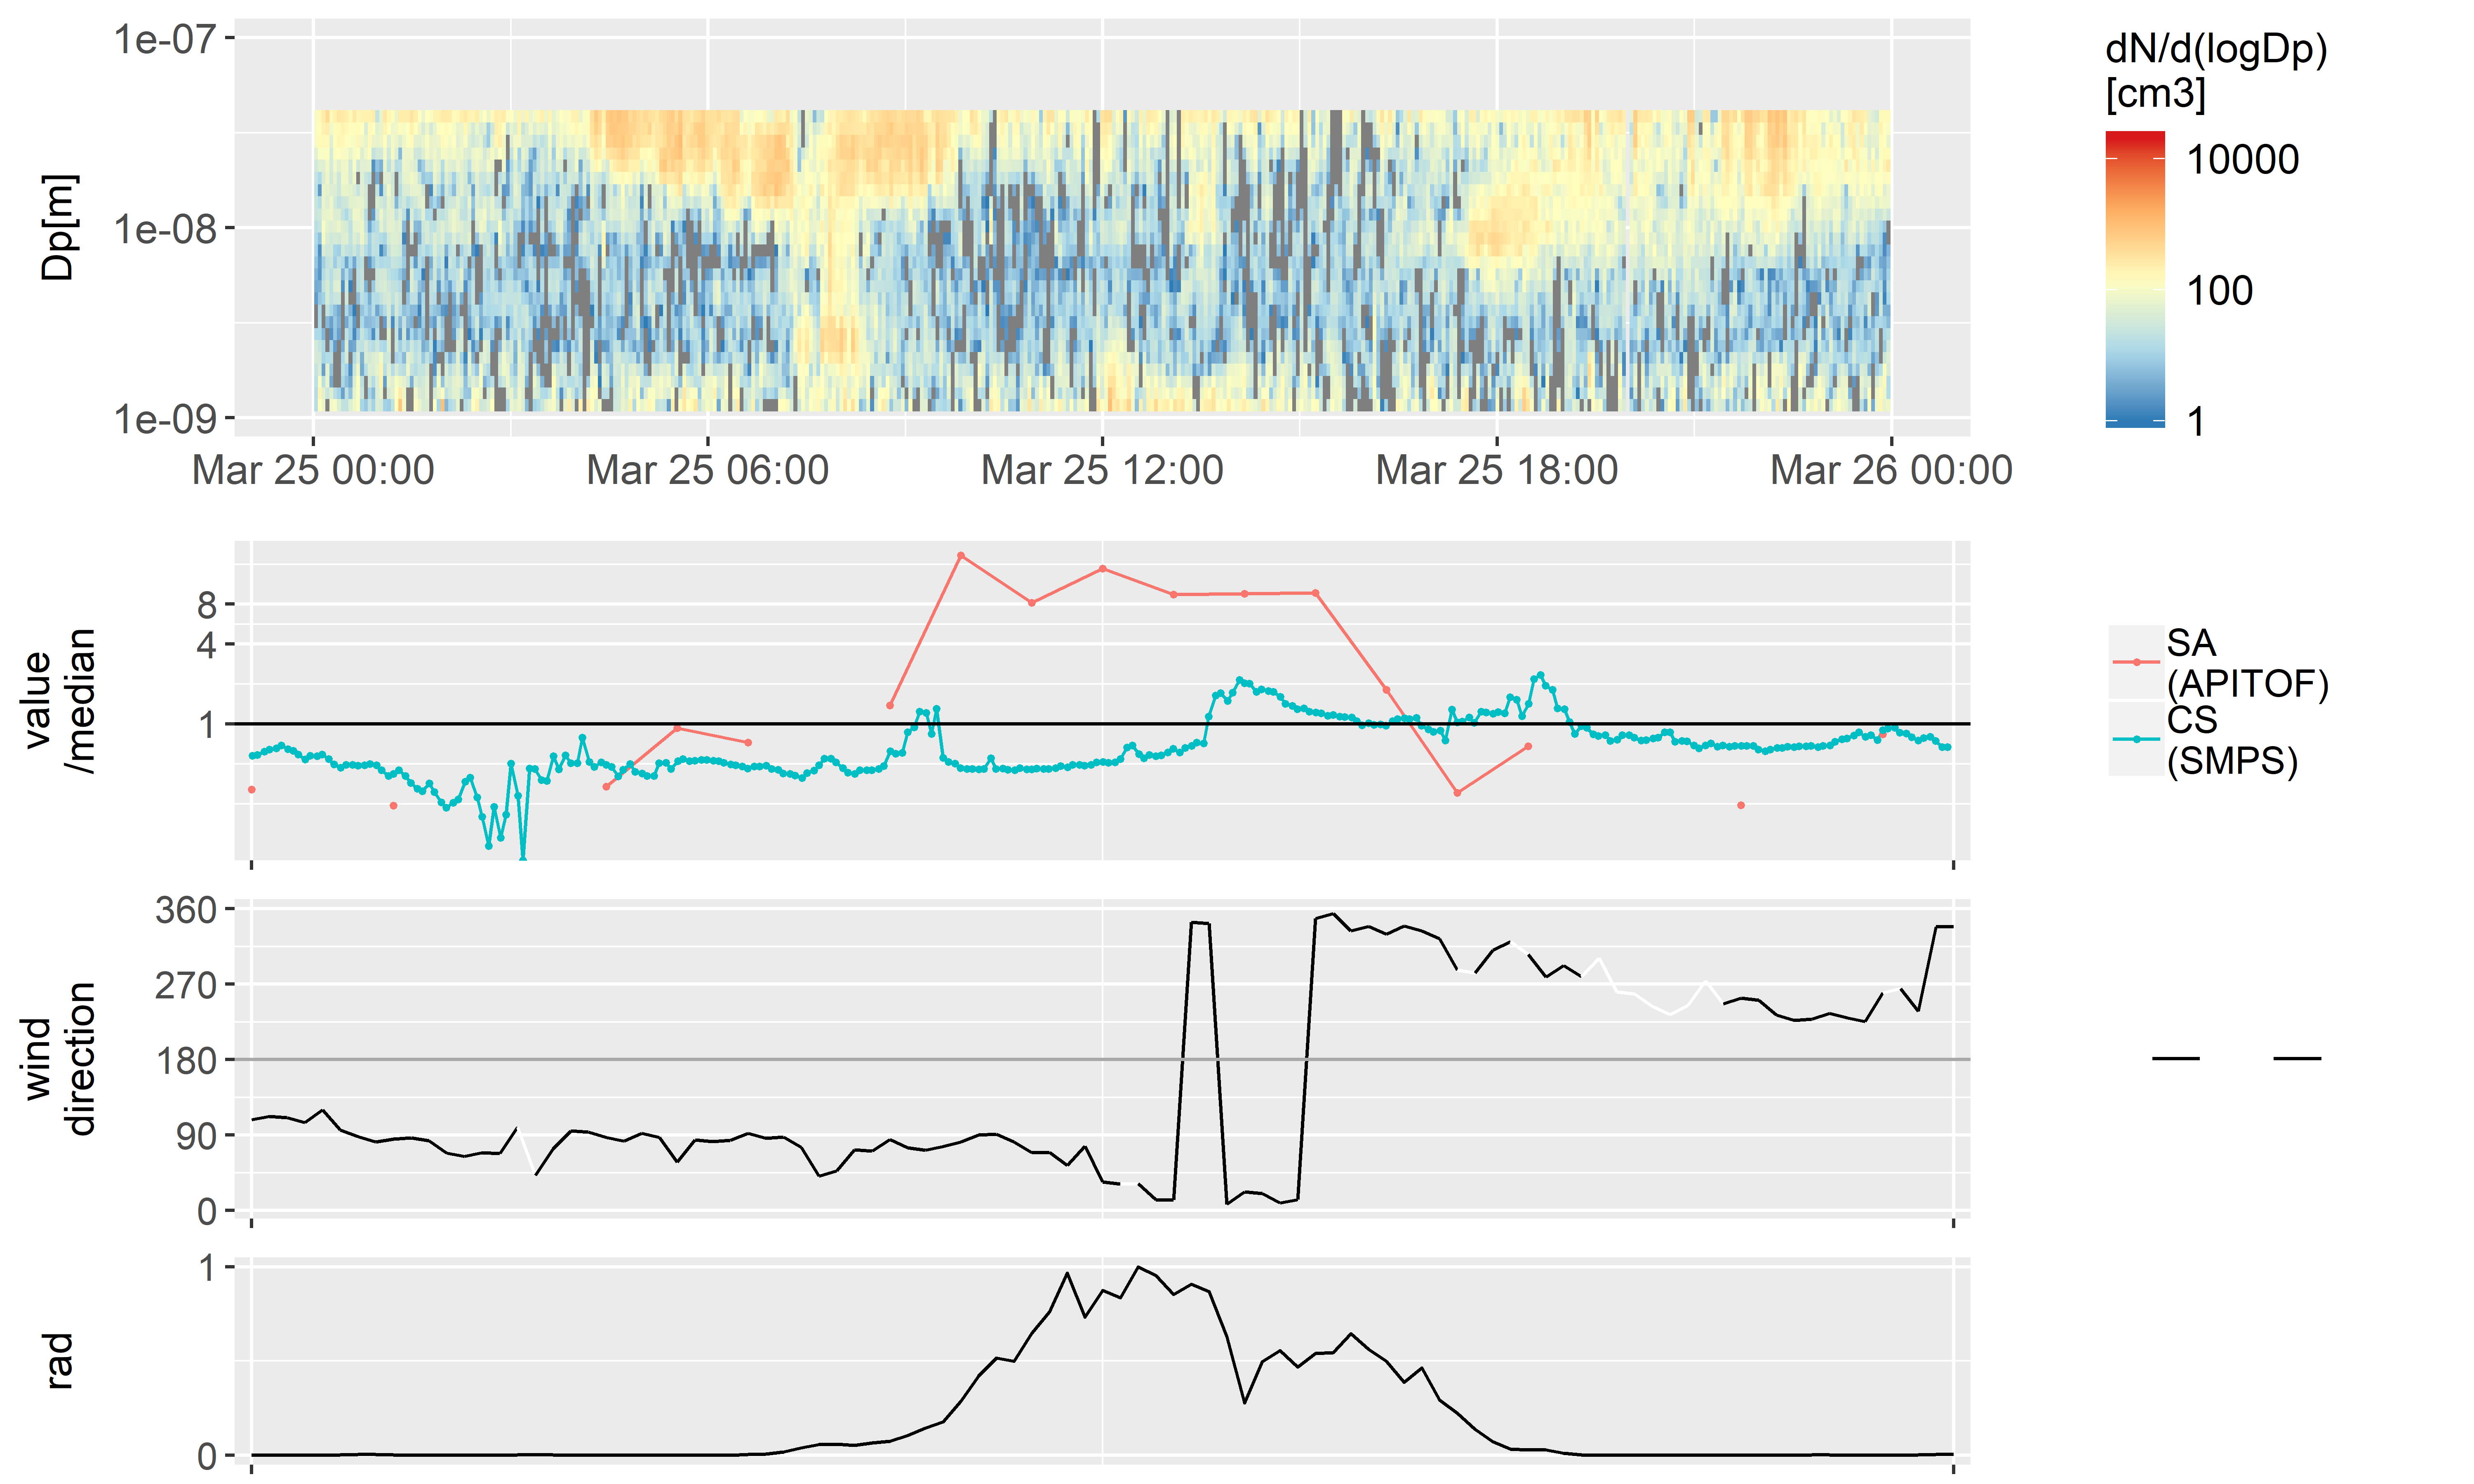 1e-07
1e-08
1e-09
Dp[m]
Mar 25 00:00
Mar 25 06:00
Mar 25 12:00
Mar 25 18:00
Mar 26 00:00
dN/d(logDp)
[cm3]
10000
100
1
8
4
1
value
/median
SA
(APITOF)
CS
(SMPS)
360
270
180
90
0
wind
direction
1
0
rad